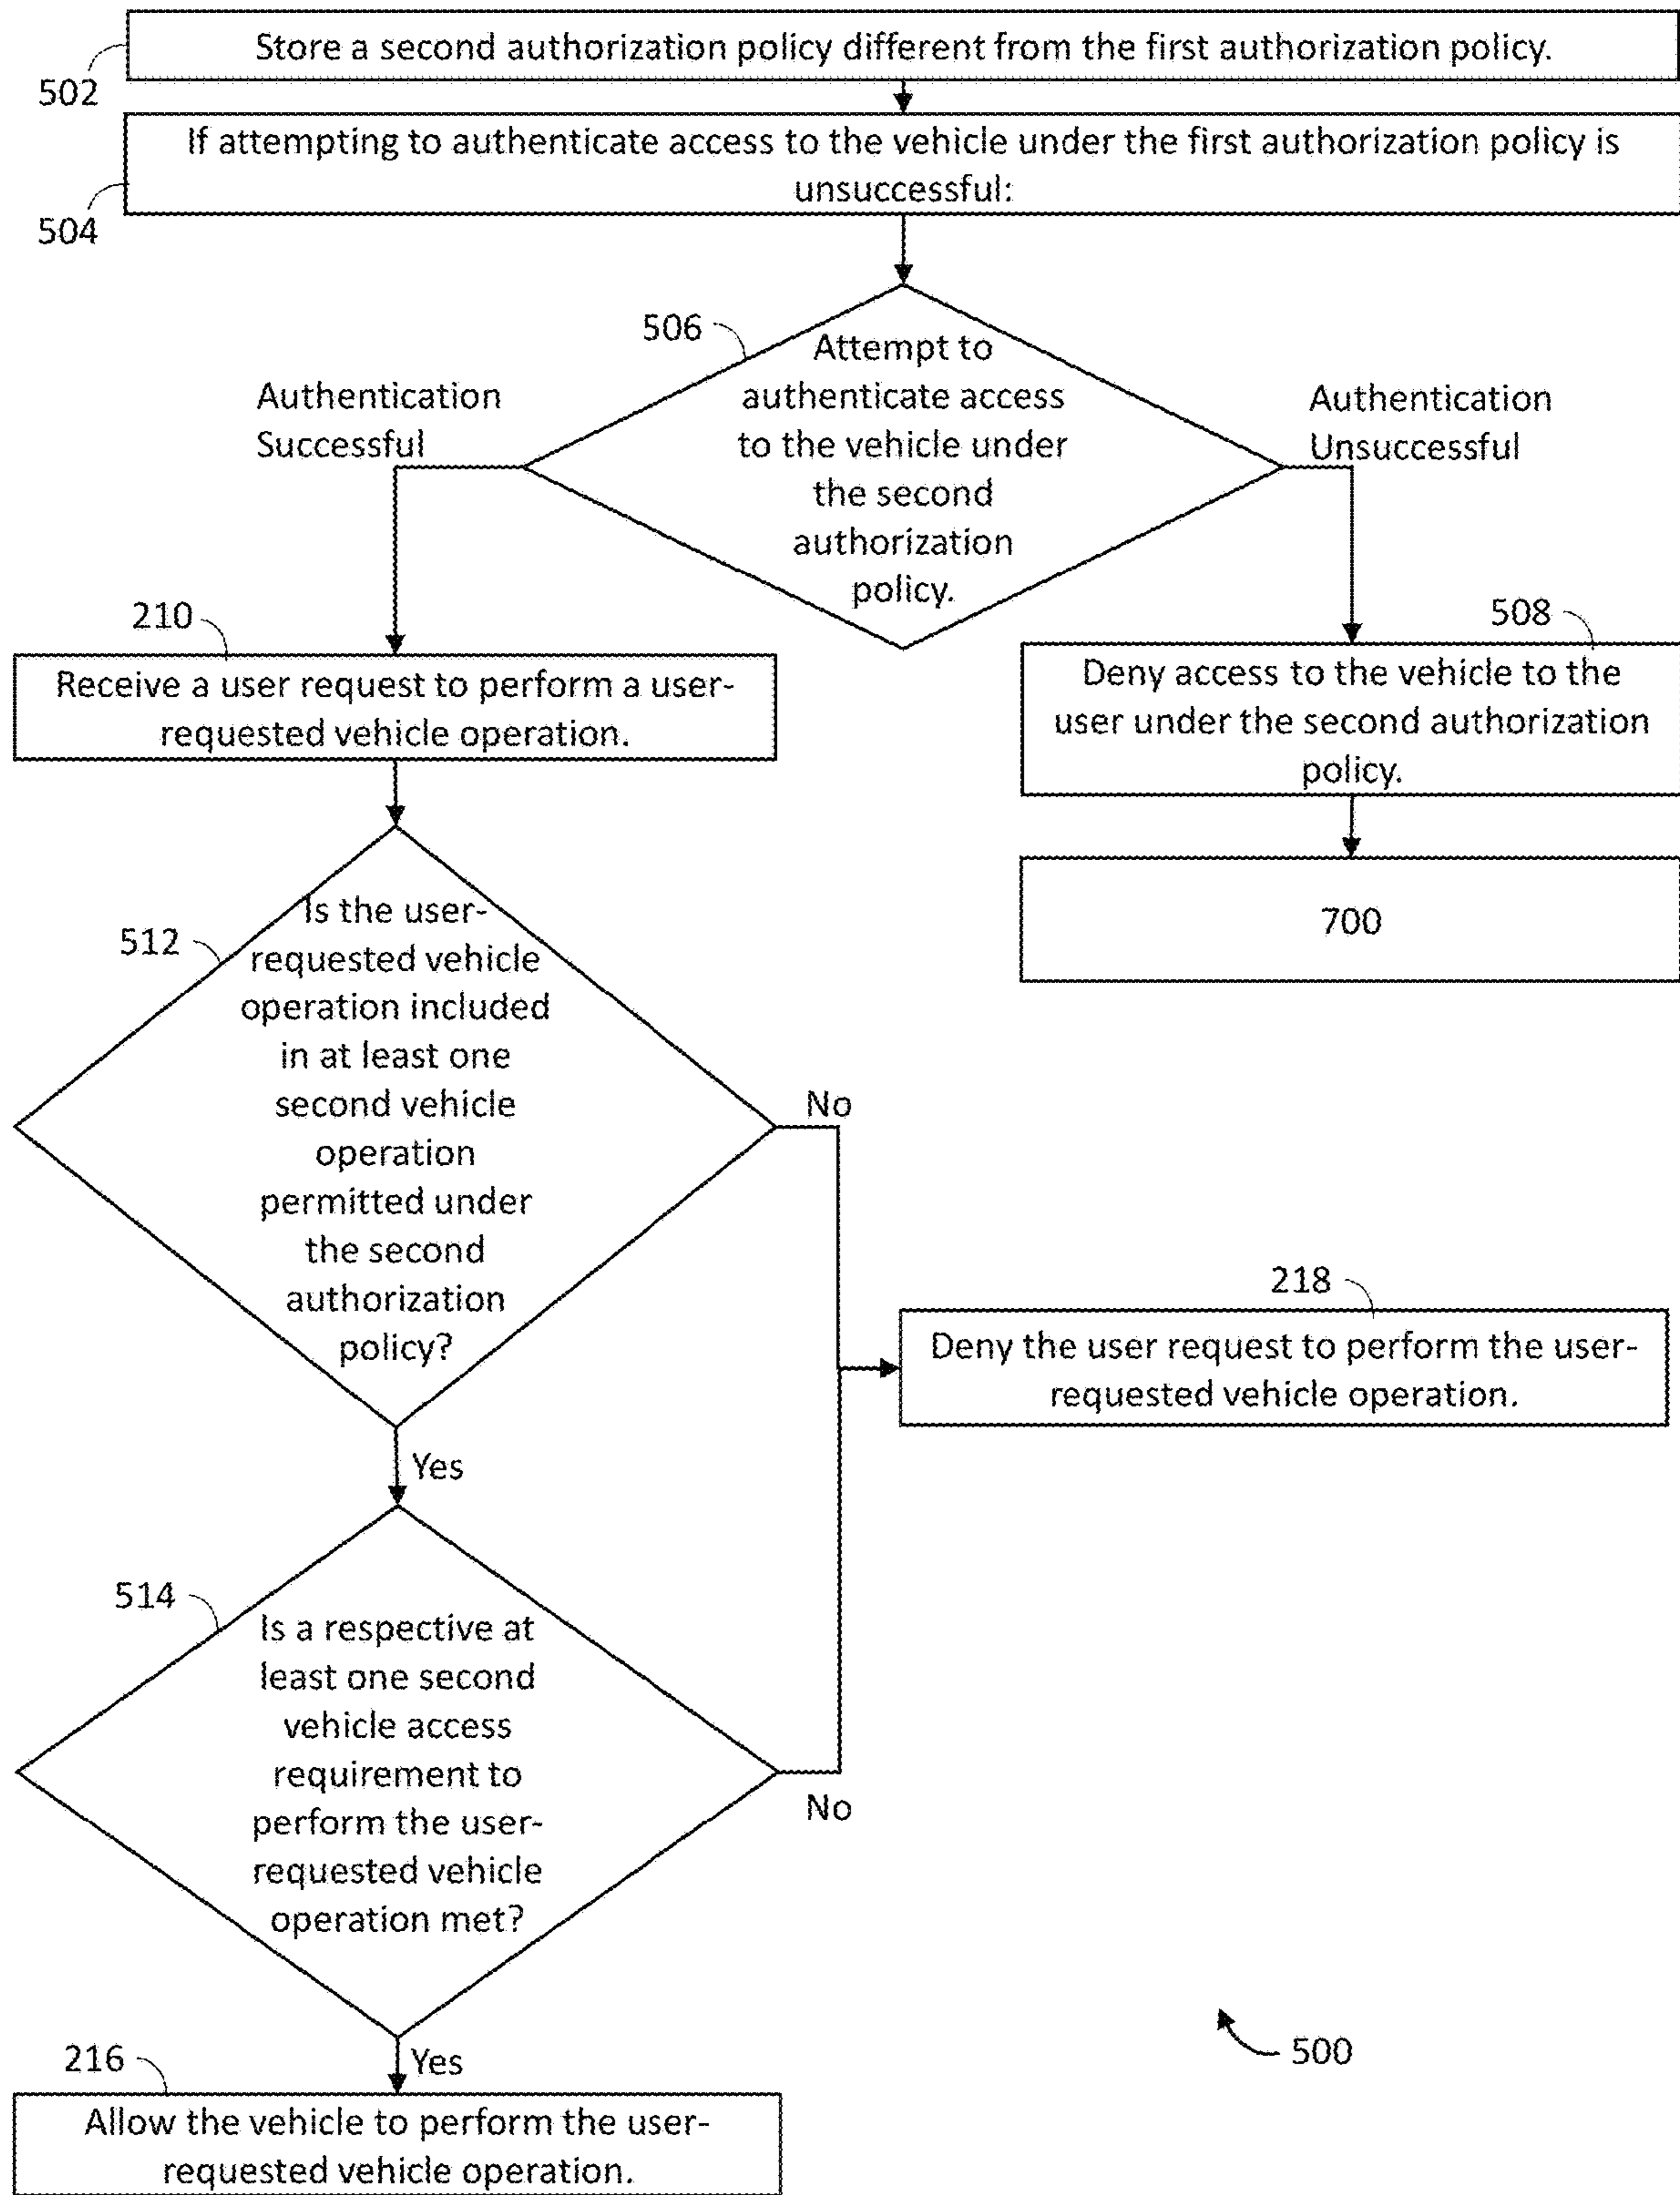 Store a second authorization policy different from the first authorization policy.
502
If attempting to authenticate access to the vehicle under the first authorization policy is
unsuccessful:
504
506
Attempt to
authenticate access
to the vehicle under
the second
authorization
policy.
Authentication
Successful
Authentication
Unsuccessful
210
Receive a user request to perform a user-
requested vehicle operation.
508
Deny access to the vehicle to the
user under the second authorization
policy.
700
512
Is the user-
requested vehicle
operation included
in at least one
second vehicle
operation
permitted under
the second
authorization
policy?
No
218
Deny the user request to perform the user-
requested vehicle operation.
Yes
514
Is a respective at
least one second
vehicle access
requirement to
perform the user-
requested vehicle
operation met?
No
Yes
216
Allow the vehicle to perform the user-
requested vehicle operation.
500